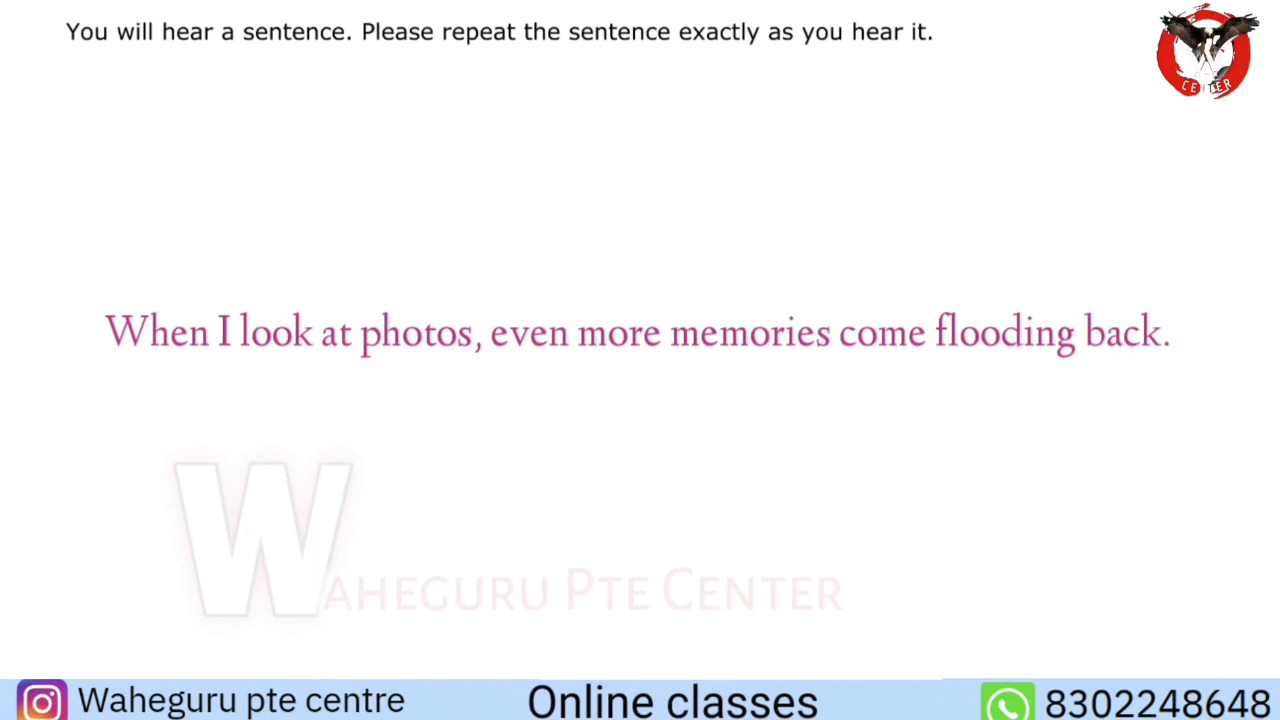 You will hear a sentence. Please repeat the sentence exactly as you hear it.
CENTER
When I look at photos, even more memories come flooding back.
WAHEGURU PTE CENTER
Waheguru pte centre
Online classes
8302248648